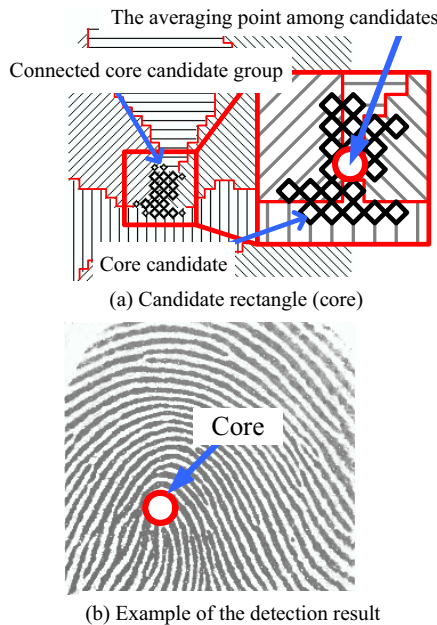 The averaging point among candidates
Connected core candidate group
Core candidate
(a) Candidate rectangle (core)
Core
(b) Example of the detection result